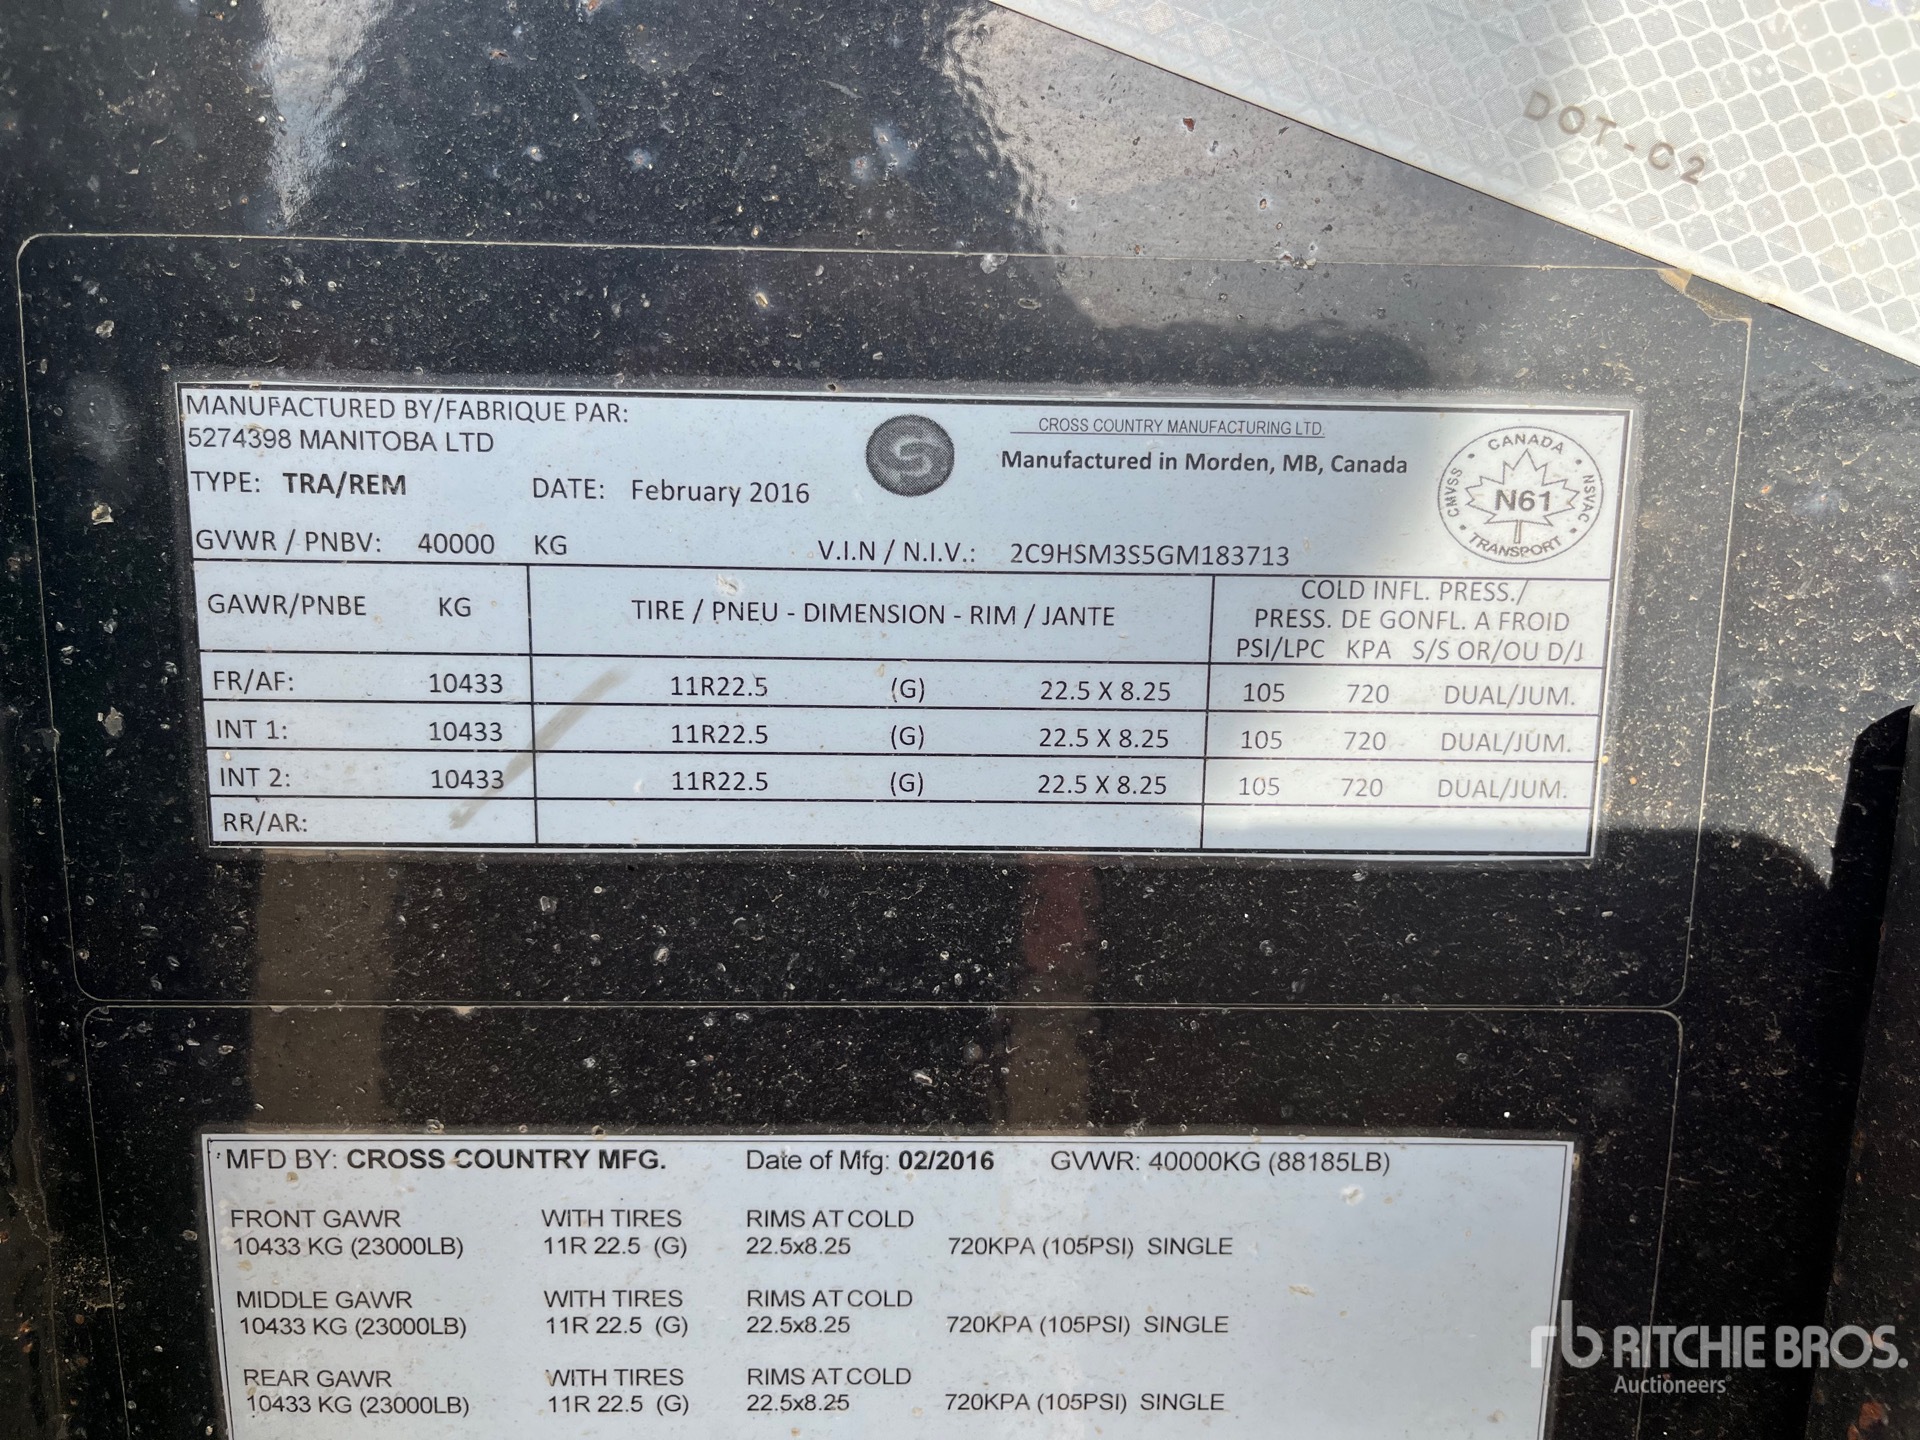 DOT-C2
MANUFACTURED BY/FABRIQUE PAR:
5274398 MANITOBA LTD
S
CROSS COUNTRY MANUFACTURING LTD.
Manufactured in Morden, MB, Canada
CANADA
CMVSS
N61
NSVAC
TRANSPORT
TYPE: TRA/REM DATE: February 2016
GVWR / PNBV: 40000 KG V.I.N / N.I.V.: 2C9HSM3S5GM183713
GAWR/PNBE KG TIRE / PNEU - DIMENSION - RIM / JANTE
COLD INFL. PRESS./
PRESS. DE GONFL. A FROID
PSI/LPC KPA S/S OR/OU D/J
FR/AF: 10433 11R22.5 (G) 22.5 X 8.25 105 720 DUAL/JUM.
INT 1: 10433 11R22.5 (G) 22.5 X 8.25 105 720 DUAL/JUM.
INT 2: 10433 11R22.5 (G) 22.5 X 8.25 105 720 DUAL/JUM.
RR/AR:
MFD BY: CROSS COUNTRY MFG. Date of Mfg: 02/2016 GVWR: 40000KG (88185LB)
FRONT GAWR WITH TIRES RIMS AT COLD
10433 KG (23000LB) 11R 22.5 (G) 22.5x8.25 720KPA (105PSI) SINGLE
MIDDLE GAWR WITH TIRES RIMS AT COLD
10433 KG (23000LB) 11R 22.5 (G) 22.5x8.25 720KPA (105PSI) SINGLE
REAR GAWR WITH TIRES RIMS AT COLD
10433 KG (23000LB) 11R 22.5 (G) 22.5x8.25 720KPA (105PSI) SINGLE
rb RITCHIE BROS.
Auctioneers